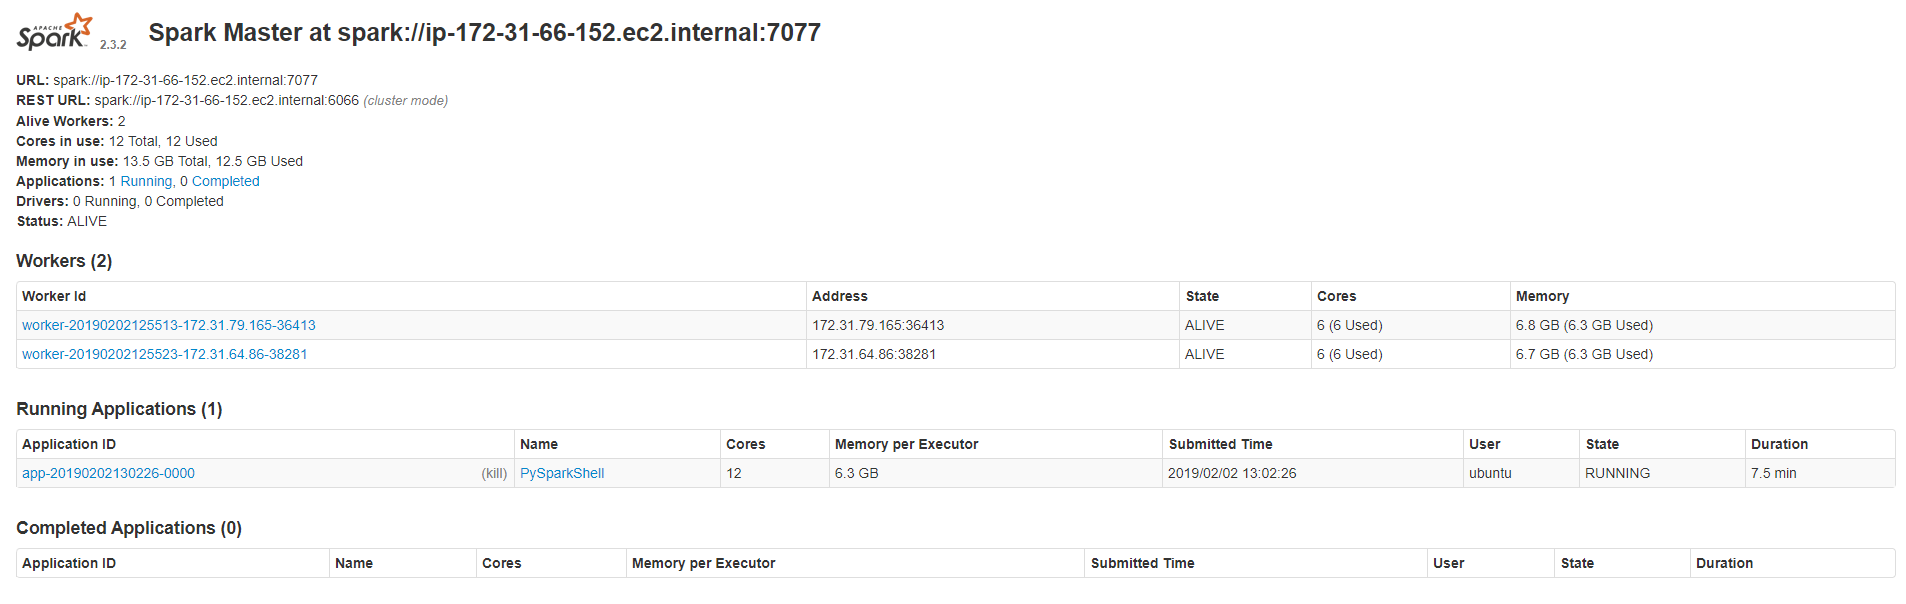 APACHE
Spark 2.3.2 Spark Master at spark://ip-172-31-66-152.ec2.internal:7077
URL: spark://ip-172-31-66-152.ec2.internal:7077
REST URL: spark://ip-172-31-66-152.ec2.internal:6066 (cluster mode)
Alive Workers: 2
Cores in use: 12 Total, 12 Used
Memory in use: 13.5 GB Total, 12.5 GB Used
Applications: 1 Running, 0 Completed
Drivers: 0 Running, 0 Completed
Status: ALIVE
Workers (2)
Worker Id Address State Cores Memory
worker-20190202125513-172.31.79.165-36413 172.31.79.165:36413 ALIVE 6 (6 Used) 6.8 GB (6.3 GB Used)
worker-20190202125523-172.31.64.86-38281 172.31.64.86:38281 ALIVE 6 (6 Used) 6.7 GB (6.3 GB Used)
Running Applications (1)
Application ID Name Cores Memory per Executor Submitted Time User State Duration
app-20190202130226-0000 (kill) PySparkShell 12 6.3 GB 2019/02/02 13:02:26 ubuntu RUNNING 7.5 min
Completed Applications (0)
Application ID Name Cores Memory per Executor Submitted Time User State Duration